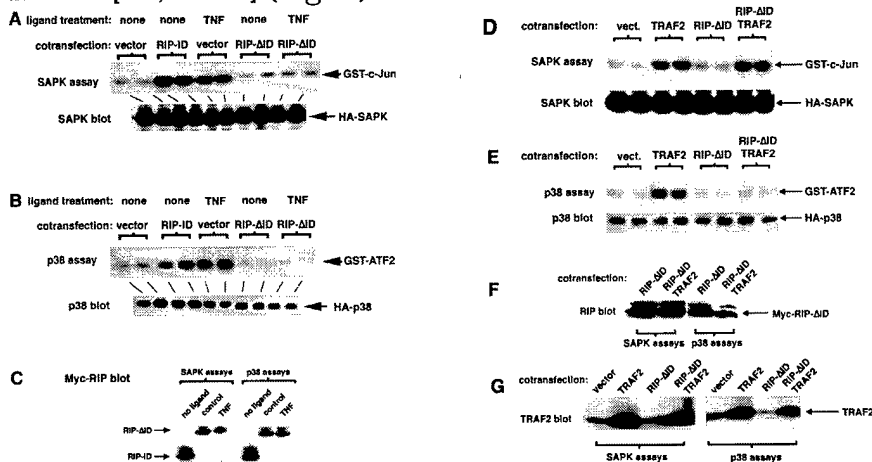 A ligand treatment: none none TNF none TNF
cotransfection: vector RIP-ID vector RIP-ΔID RIP-ΔID
SAPK assay GST-c-Jun
SAPK blot HA-SAPK
ligand treatment: none none TNF none TNF
B cotransfection: vector RIP-ID vector RIP-ΔID RIP-ΔID
p38 assay GST-ATF2
p38 blot HA-p38
C Myc-RIP blot SAPK assays p38 assays
no ligand control TNF no ligand control TNF
RIP-ΔID
RIP-ID
D cotransfection: vect. TRAF2 RIP-ΔID RIP-ΔID TRAF2
SAPK assay GST-c-Jun
SAPK blot HA-SAPK
E cotransfection: vect. TRAF2 RIP-ΔID RIP-ΔID TRAF2
p38 assay GST-ATF2
p38 blot HA-p38
F cotransfection: RIP-ΔID RIP-ΔID TRAF2 RIP-ΔID RIP-ΔID TRAF2
RIP blot Myc-RIP-ΔID
SAPK assays p38 assays
G cotransfection: vector TRAF2 RIP-ΔID RIP-ΔID TRAF2 vector TRAF2 RIP-ΔID RIP-ΔID TRAF2
TRAF2 blot TRAF2
SAPK assays p38 assays